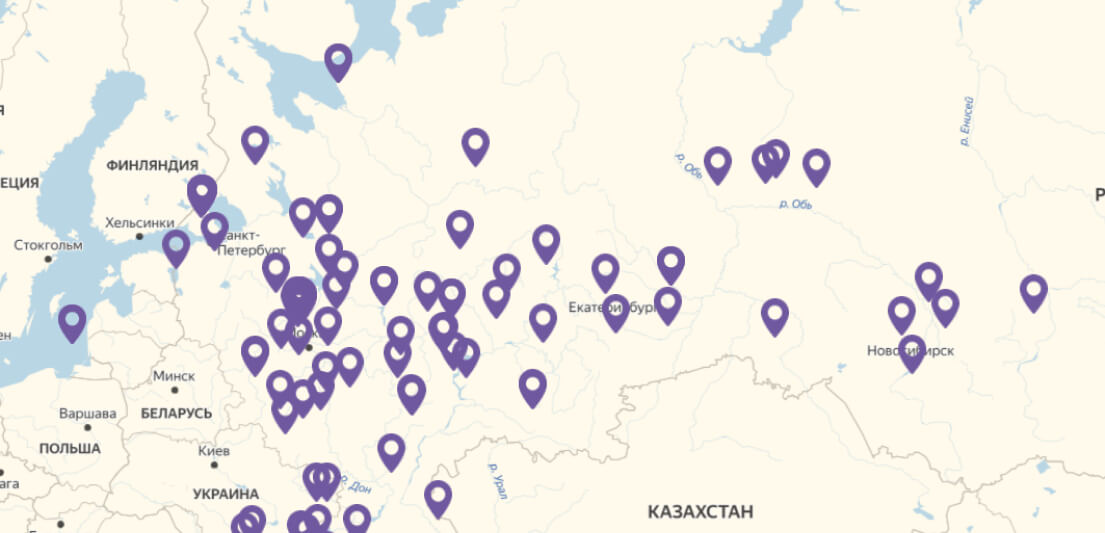 р. Енисей
ФИНЛЯНДИЯ
р. Обь
р. Обь
Хельсинки
Стокгольм
Санкт-
Петербург
Екатеринбург
Новосибирск
Минск
БЕЛАРУСЬ
Варшава
ПОЛЬША
Киев
УКРАИНА
р. Дон
р. Урал
КАЗАХСТАН